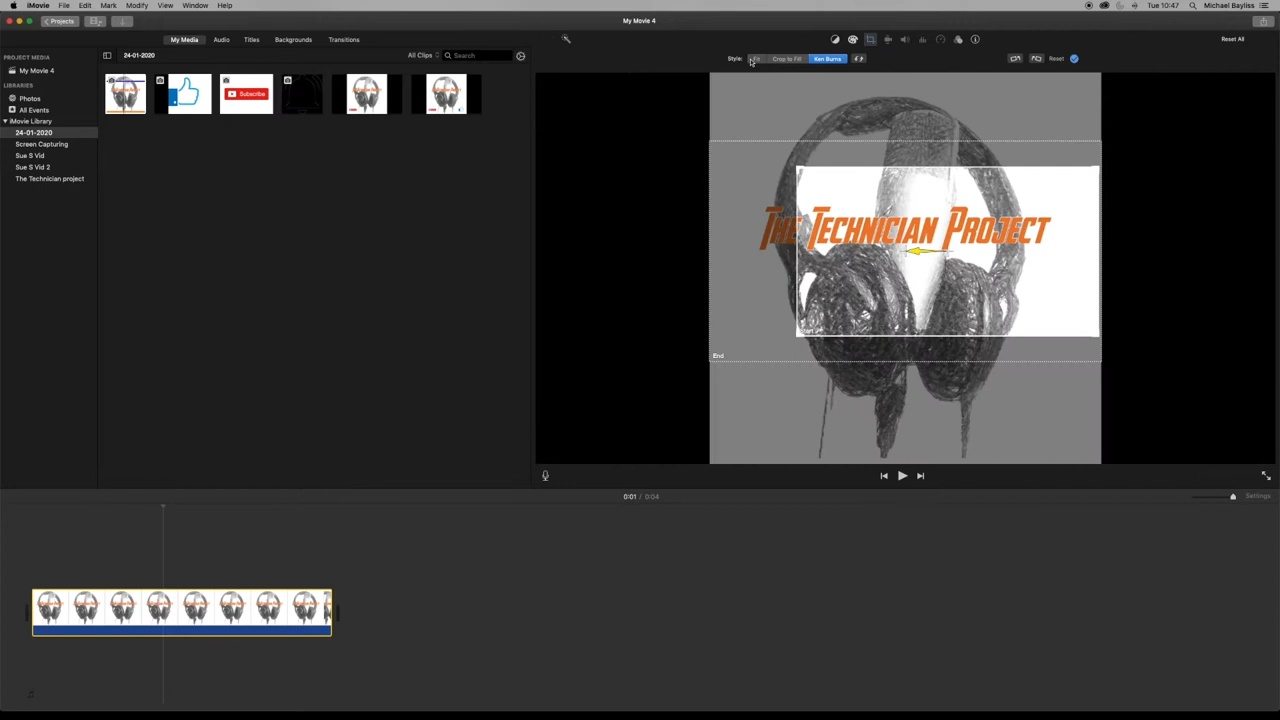 iMovie File Edit Mark Modify View Window Help Tue 10:47 Michael Bayliss
Projects My Movie 4
My Media Audio Titles Backgrounds Transitions Reset All
PROJECT MEDIA
My Movie 4
LIBRARIES
Photos
All Events
iMovie Library
24-01-2020
Screen Capturing
Sue S Vid
Sue S Vid 2
The Technician project
24-01-2020 All Clips Search
Subscribe
Style: Fit Crop to Fill Ken Burns Reset
The Technician Project
Start
End
0:01 / 0:04 Settings